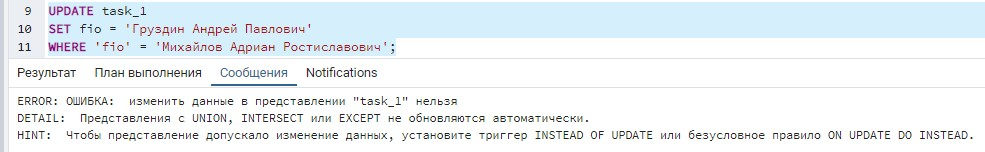 9 UPDATE task_1
10 SET fio = 'Груздин Андрей Павлович'
11 WHERE 'fio' = 'Михайлов Адриан Ростиславович';
Результат План выполнения Сообщения Notifications
ERROR: ОШИБКА: изменить данные в представлении "task_1" нельзя
DETAIL: Представления с UNION, INTERSECT или EXCEPT не обновляются автоматически.
HINT: Чтобы представление допускало изменение данных, установите триггер INSTEAD OF UPDATE или безусловное правило ON UPDATE DO INSTEAD.